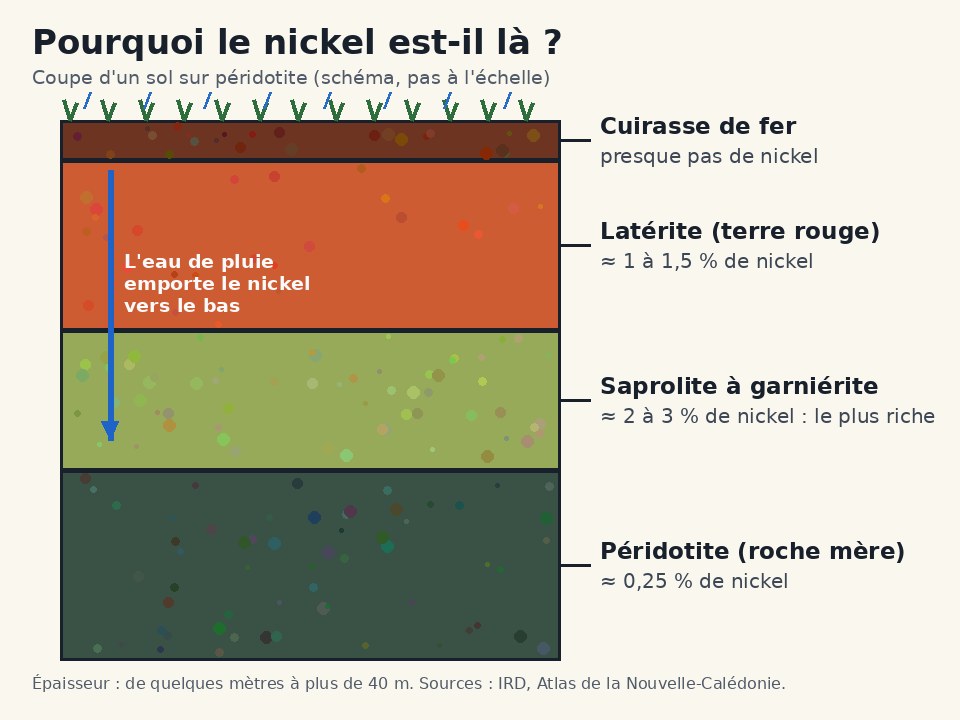 Pourquoi le nickel est-il là ?
Coupe d'un sol sur péridotite (schéma, pas à l'échelle)
Cuirasse de fer
presque pas de nickel
Latérite (terre rouge)
≈ 1 à 1,5 % de nickel
L'eau de pluie
emporte le nickel
vers le bas
Saprolite à garniérite
≈ 2 à 3 % de nickel : le plus riche
Péridotite (roche mère)
≈ 0,25 % de nickel
Épaisseur : de quelques mètres à plus de 40 m. Sources : IRD, Atlas de la Nouvelle-Calédonie.